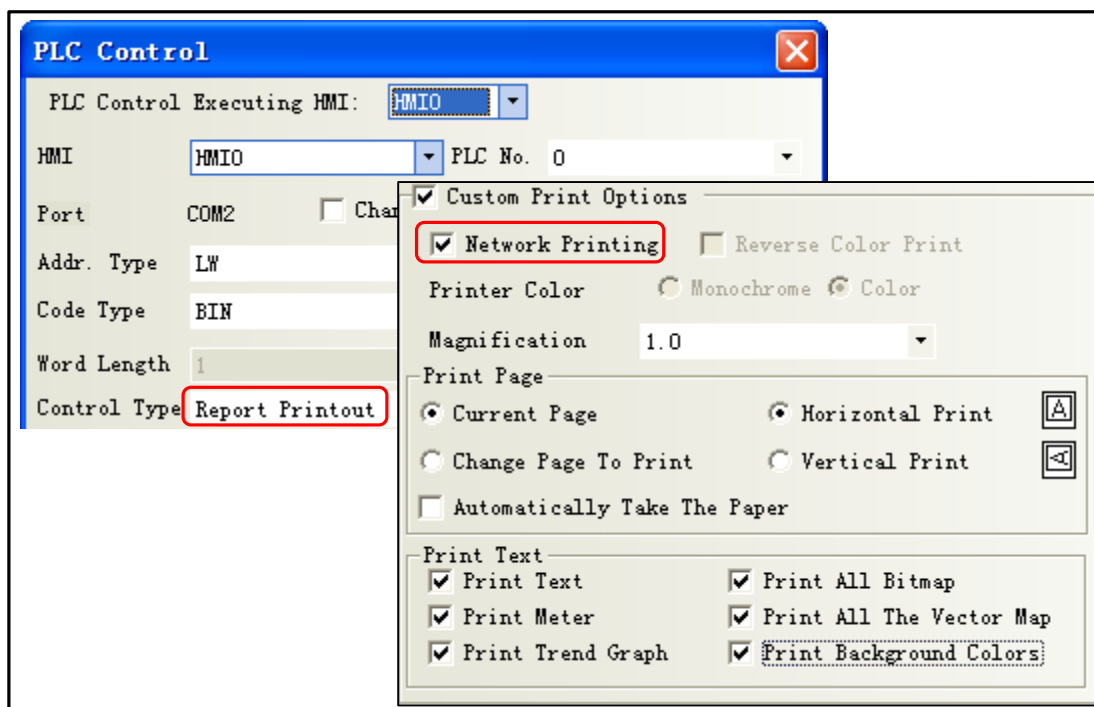 PLC Control
PLC Control Executing HMI: HMI0
HMI HMI0 PLC No. 0
Port COM2 Char
Addr. Type LW
Code Type BIN
Word Length 1
Control Type Report Printout
Custom Print Options
Network Printing Reverse Color Print
Printer Color Monochrome Color
Magnification 1.0
Print Page
Current Page Horizontal Print A
Change Page To Print Vertical Print A
Automatically Take The Paper
Print Text
Print Text Print All Bitmap
Print Meter Print All The Vector Map
Print Trend Graph Print Background Colors